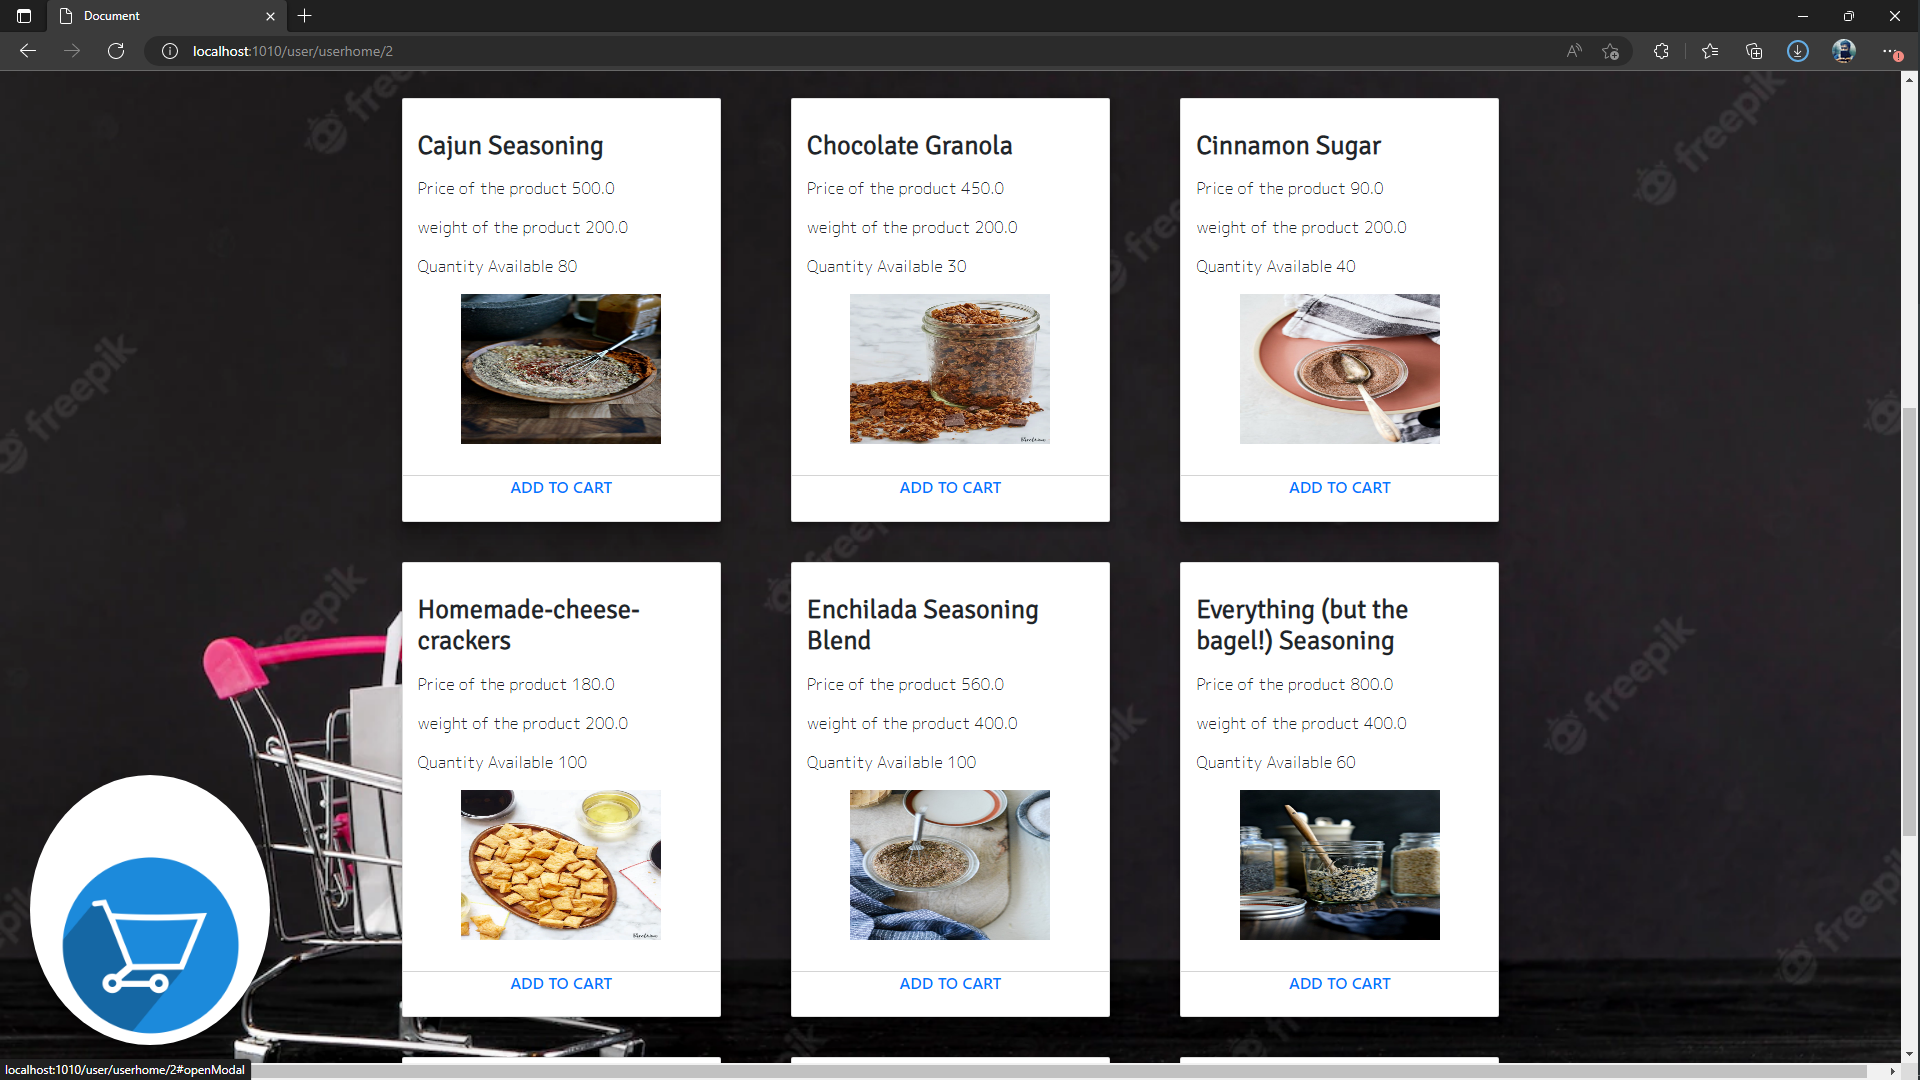 Document
localhost:1010/user/userhome/2
Cajun Seasoning
Price of the product 500.0
weight of the product 200.0
Quantity Available 80
ADD TO CART
Chocolate Granola
Price of the product 450.0
weight of the product 200.0
Quantity Available 30
ADD TO CART
Cinnamon Sugar
Price of the product 90.0
weight of the product 200.0
Quantity Available 40
ADD TO CART
Homemade-cheese-
crackers
Price of the product 180.0
weight of the product 200.0
Quantity Available 100
ADD TO CART
Enchilada Seasoning
Blend
Price of the product 560.0
weight of the product 400.0
Quantity Available 100
ADD TO CART
Everything (but the
bagel!) Seasoning
Price of the product 800.0
weight of the product 400.0
Quantity Available 60
ADD TO CART
freepik
freepik
freepik
freepik
freepik
freepik
localhost:1010/user/userhome/2#openModal